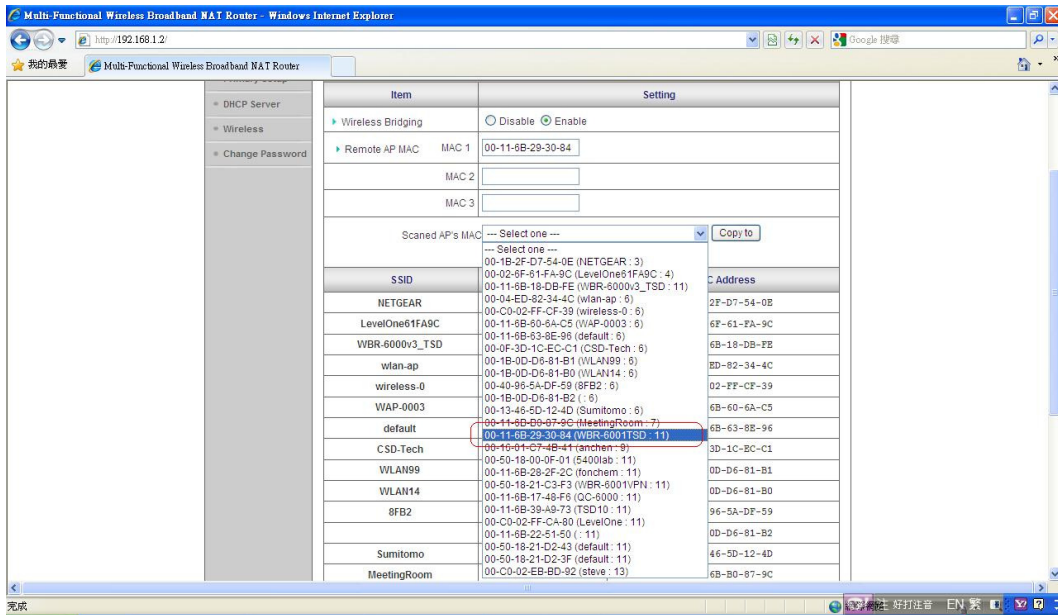 Multi-Functional Wireless Broadband NAT Router - Windows Internet Explorer
http://192.168.1.2/
Google 搜尋
我的最愛
Multi-Functional Wireless Broadband NAT Router
DHCP Server
Wireless
Change Password
Item Setting
Wireless Bridging Disable Enable
Remote AP MAC MAC 1 00-11-6B-29-30-84
MAC 2
MAC 3
Scaned AP's MAC --- Select one --- Copy to
--- Select one ---
00-1B-2F-D7-54-0E (NETGEAR : 3)
00-02-6F-61-FA-9C (LevelOne61FA9C : 4)
00-11-6B-18-DB-FE (WBR-6000v3_TSD : 11)
00-04-ED-82-34-4C (wlan-ap : 6)
00-C0-02-FF-CF-39 (wireless-0 : 6)
00-11-6B-60-6A-C5 (WAP-0003 : 6)
00-11-6B-63-8E-96 (default : 6)
00-0F-3D-1C-EC-C1 (CSD-Tech : 6)
00-1B-0D-D6-81-B1 (WLAN99 : 6)
00-1B-0D-D6-81-B0 (WLAN14 : 6)
00-40-96-5A-DF-59 (8FB2 : 6)
00-1B-0D-D6-81-B2 ( : 6)
00-13-46-5D-12-4D (Sumitomo : 6)
(MeetingRoom : 7)
00-11-6B-29-30-84 (WBR-6001TSD : 11)
00-16-01-C7-4B-41 (anchen : 9)
00-50-18-00-0F-01 (5400lab : 11)
00-11-6B-28-2F-2C (fonchem : 11)
00-50-18-21-C3-F3 (WBR-6001VPN : 11)
00-11-6B-17-48-F6 (QC-6000 : 11)
00-11-6B-39-A9-73 (TSD10 : 11)
00-C0-02-FF-CA-80 (LevelOne : 11)
00-11-6B-22-51-50 ( : 11)
00-50-18-21-D2-43 (default : 11)
00-50-18-21-D2-3F (default : 11)
00-C0-02-EB-BD-92 (steve : 13)
SSID C Address
NETGEAR 2F-D7-54-0E
LevelOne61FA9C 6F-61-FA-9C
WBR-6000v3_TSD 6B-18-DB-FE
wlan-ap ED-82-34-4C
wireless-0 02-FF-CF-39
WAP-0003 6B-60-6A-C5
default 6B-63-8E-96
CSD-Tech 3D-1C-EC-C1
WLAN99 0D-D6-81-B1
WLAN14 0D-D6-81-B0
8FB2 96-5A-DF-59
0D-D6-81-B2
Sumitomo 46-5D-12-4D
MeetingRoom 6B-B0-87-9C
完成
好打注音 EN 繁